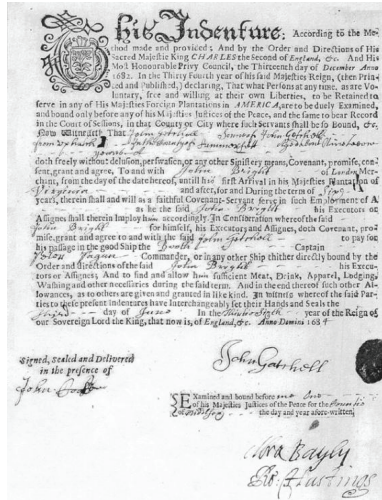 This Indenture: According to the Me-
thod made and provided; And by the Order and Directions of His
Sacred Majestie King CHARLES the Second of England, &c. And His
Most Honourable Privy Council, the Thirteenth day of December Anno
1682. In the Thirty Fourth year of his said Majesties Reign, (then Prin-
ted and Published,) declaring, That what Persons at any time, as are Vo-
luntary, free and willing, at their own Liberties, to be Retained to
serve in any of His Majesties Foreign Plantations in AMERICA, are to be duely Examined,
and bound only before any of his Majesties Justices of the Peace, and the same to bear Record
in the Court of Sessions, in that County or City where such Servants shall be so Bound, &c.
Now Witnesseth That John Gatchell
doth freely without delusion, perswasion, or any other Sinistery means, Covenant, promise, con-
sent, grant and agree, To and with John Bright of London Mer-
chant, from the day of the date hereof, untill his first Arrival in His Majesties Plantation of
Virginia and after, for and During the term of
years, therein shall and will as a faithful Covenant-Servant serve in such Employment of A
as he the said John Bright his Executors or
Assignes shall therein Imploy him accordingly. In Consideration whereof the said
John Bright for himself, his Executors and Assignes, doth Covenant, pro-
mise, grant and agree to and with the said John Gatchell to pay for
his passage in the good Ship the Captain
Commander, or in any other Ship thither directly bound by the
Order and directions of the said John Bright his Execu-
tors or Assignes, And to find and allow him sufficient Meat, Drink, Apparel, Lodging,
Washing and other necessaries during the said term. And in the end thereof such other Al-
lowances, as to others are given and granted in like kind. In witness whereof the said Par-
ties to these present Indentures have Interchangeably set their Hands and Seals the
day of June In the Thirty Sixth year of the Reign of
our Sovereign Lord the King, that now is, of England, &c. Anno Domini 1684
Signed, Sealed and Delivered
in the presence of
John Gatchell
John
Examined and bound before me one
of his Majesties Justices of the Peace for the
the day and year afore-written.
Bayly
Hustings